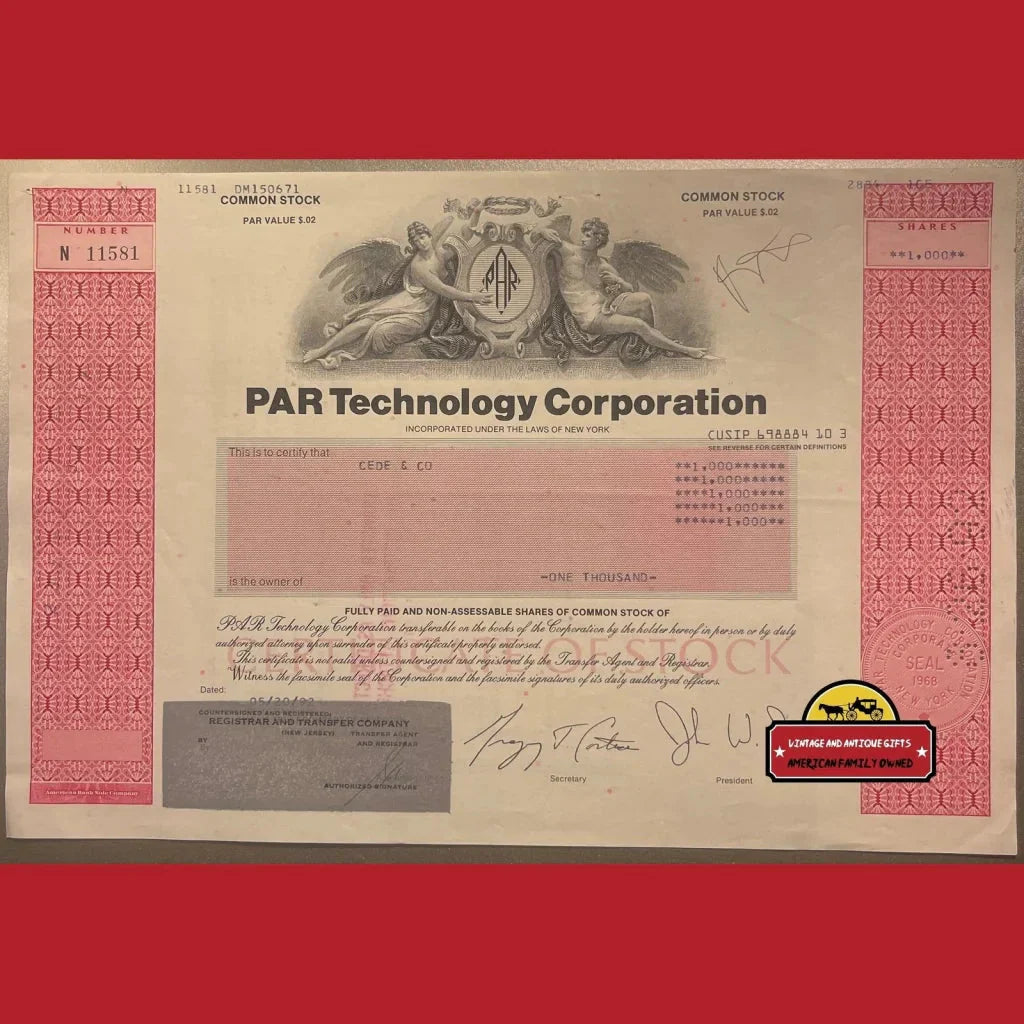 11581 DM150671
COMMON STOCK
PAR VALUE $.02
COMMON STOCK
PAR VALUE $.02
NUMBER
N 11581
SHARES
**1,000**
PAR
PAR Technology Corporation
INCORPORATED UNDER THE LAWS OF NEW YORK
CUSIP 698884 10 3
SEE REVERSE FOR CERTAIN DEFINITIONS
This is to certify that
CEDE & CO
**1,000******
***1,000*****
****1,000****
*****1,000***
******1,000**
is the owner of
-ONE THOUSAND-
FULLY PAID AND NON-ASSESSABLE SHARES OF COMMON STOCK OF
PAR Technology Corporation transferable on the books of the Corporation by the holder hereof in person or by duly
authorized attorney upon surrender of this certificate properly endorsed.
This certificate is not valid unless countersigned and registered by the Transfer Agent and Registrar.
Witness the facsimile seal of the Corporation and the facsimile signatures of its duly authorized officers.
CERTIFICATE OF STOCK
Dated:
COUNTERSIGNED AND REGISTERED:
REGISTRAR AND TRANSFER COMPANY
(NEW JERSEY) TRANSFER AGENT
AND REGISTRAR
BY
AUTHORIZED SIGNATURE
Secretary
President
PAR TECHNOLOGY CORPORATION
SEAL
1968
NEW YORK
American Bank Note Company
VINTAGE AND ANTIQUE GIFTS
AMERICAN FAMILY OWNED